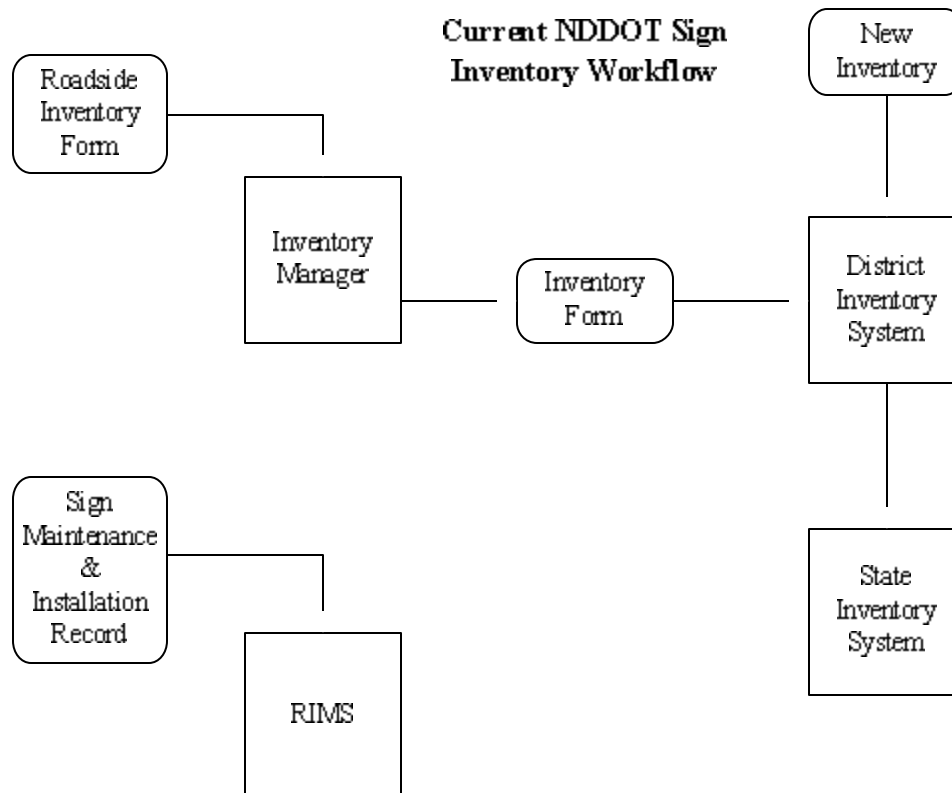 Current NDDOT Sign
Inventory Workflow
New
Inventory
Roadside
Inventory
Form
Inventory
Manager
Inventory
Form
District
Inventory
System
Sign
Maintenance
&
Installation
Record
State
Inventory
System
RIMS